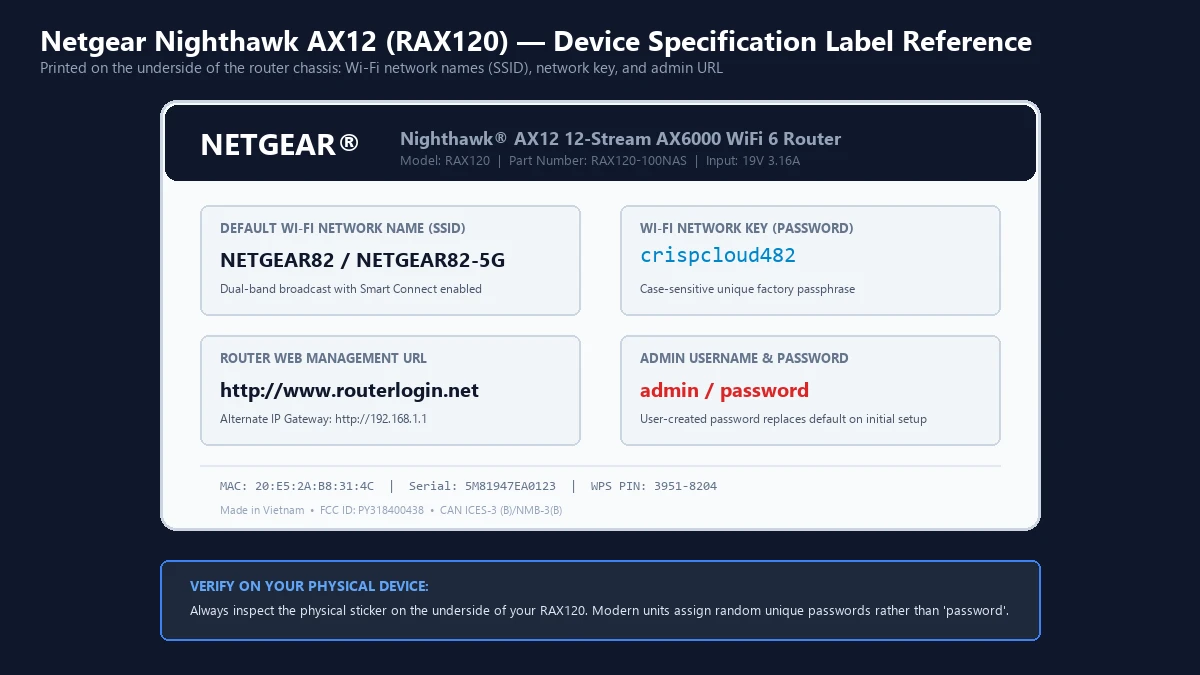 Netgear Nighthawk AX12 (RAX120) — Device Specification Label Reference
Printed on the underside of the router chassis: Wi-Fi network names (SSID), network key, and admin URL
NETGEAR®
Nighthawk® AX12 12-Stream AX6000 WiFi 6 Router
Model: RAX120 | Part Number: RAX120-100NAS | Input: 19V 3.16A
DEFAULT WI-FI NETWORK NAME (SSID)
NETGEAR82 / NETGEAR82-5G
Dual-band broadcast with Smart Connect enabled
WI-FI NETWORK KEY (PASSWORD)
crispcloud482
Case-sensitive unique factory passphrase
ROUTER WEB MANAGEMENT URL
http://www.routerlogin.net
Alternate IP Gateway: http://192.168.1.1
ADMIN USERNAME & PASSWORD
admin / password
User-created password replaces default on initial setup
MAC: 20:E5:2A:B8:31:4C | Serial: 5M81947EA0123 | WPS PIN: 3951-8204
Made in Vietnam • FCC ID: PY318400438 • CAN ICES-3 (B)/NMB-3(B)
VERIFY ON YOUR PHYSICAL DEVICE:
Always inspect the physical sticker on the underside of your RAX120. Modern units assign random unique passwords rather than 'password'.